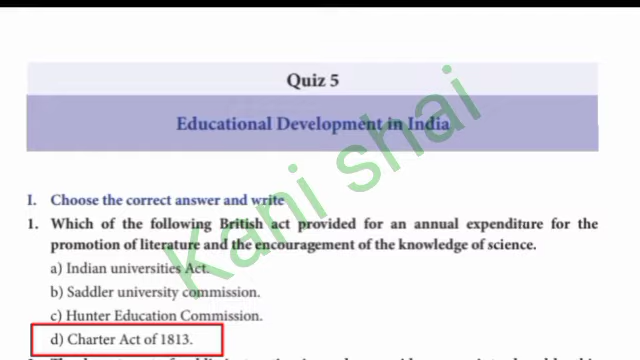 Quiz 5
Educational Development in India
I. Choose the correct answer and write
1. Which of the following British act provided for an annual expenditure for the
promotion of literature and the encouragement of the knowledge of science.
a) Indian universities Act.
b) Saddler university commission.
c) Hunter Education Commission.
d) Charter Act of 1813.
Kani shai